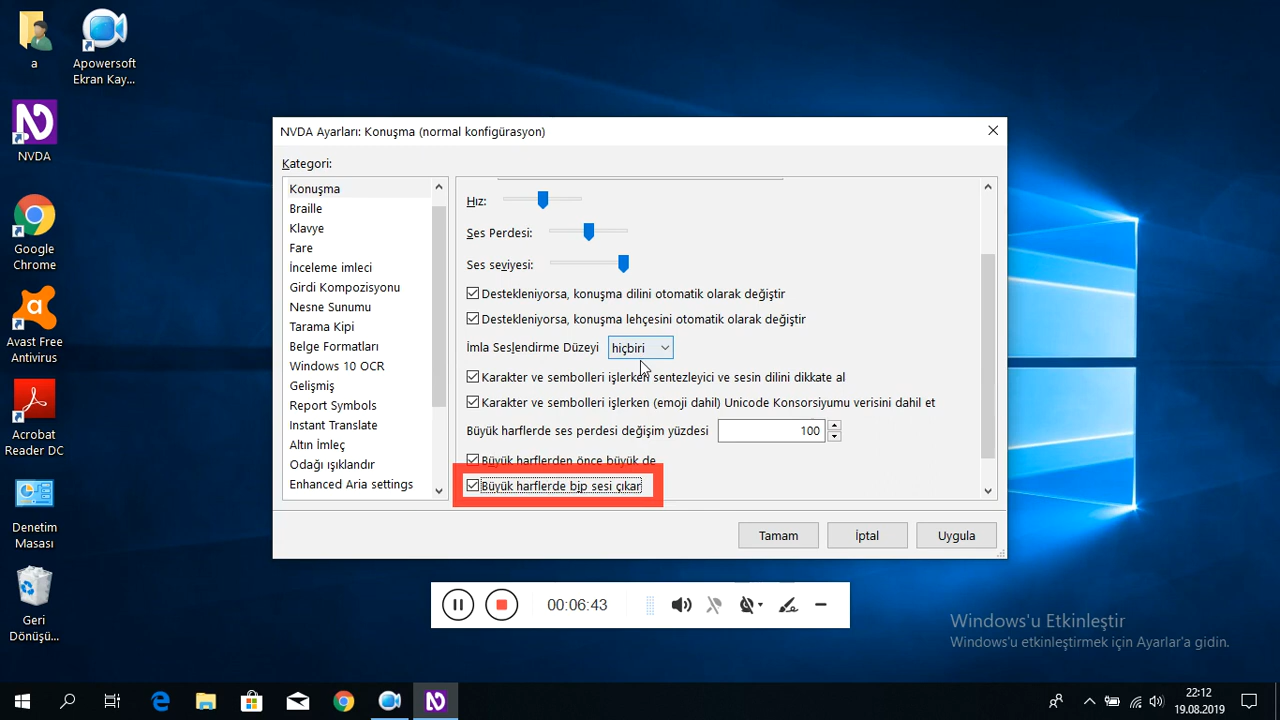 a
Apowersoft
Ekran Kay...
NVDA
Google
Chrome
Avast Free
Antivirus
Acrobat
Reader DC
Denetim
Masası
Geri
Dönüşü...
NVDA Ayarları: Konuşma (normal konfigürasyon)
Kategori:
Konuşma
Braille
Klavye
Fare
İnceleme imleci
Girdi Kompozisyonu
Nesne Sunumu
Tarama Kipi
Belge Formatları
Windows 10 OCR
Gelişmiş
Report Symbols
Instant Translate
Altın İmleç
Odağı ışıklandır
Enhanced Aria settings
Hız:
Ses Perdesi:
Ses seviyesi:
Destekleniyorsa, konuşma dilini otomatik olarak değiştir
Destekleniyorsa, konuşma lehçesini otomatik olarak değiştir
İmla Seslendirme Düzeyi hiçbiri
Karakter ve sembolleri işlerken sentezleyici ve sesin dilini dikkate al
Karakter ve sembolleri işlerken (emoji dahil) Unicode Konsorsiyumu verisini dahil et
Büyük harflerde ses perdesi değişim yüzdesi 100
Büyük harflerden önce büyük de
Büyük harflerde bip sesi çıkar
Tamam İptal Uygula
00:06:43
Windows'u Etkinleştir
Windows'u etkinleştirmek için Ayarlar'a gidin.
22:12
19.08.2019